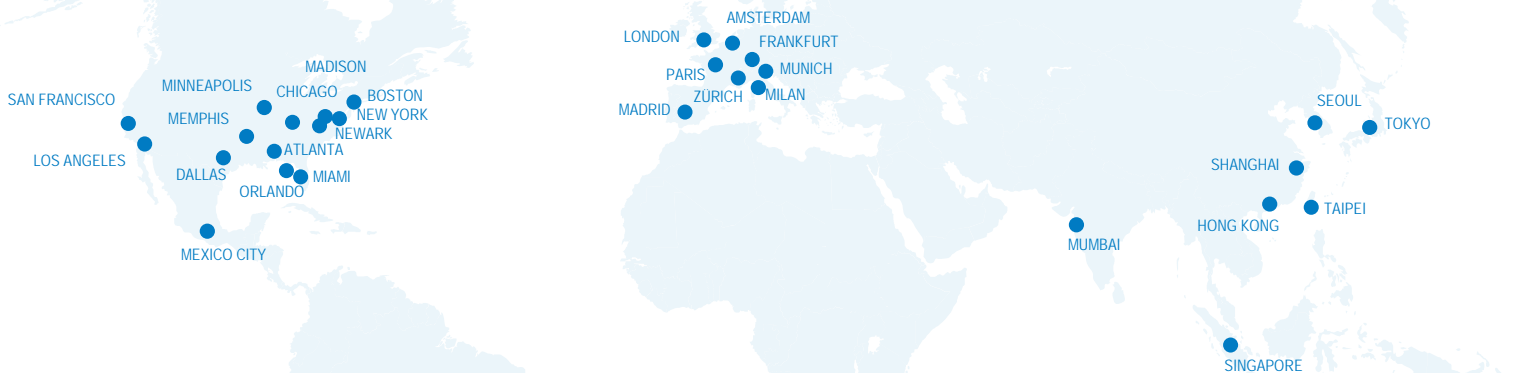 AMSTERDAM
LONDON
FRANKFURT
MADISON
PARIS
MUNICH
MINNEAPOLIS
CHICAGO
BOSTON
ZÜRICH
MILAN
SAN FRANCISCO
SEOUL
MADRID
NEW YORK
MEMPHIS
TOKYO
NEWARK
ATLANTA
LOS ANGELES
SHANGHAI
DALLAS
MIAMI
ORLANDO
TAIPEI
HONG KONG
MUMBAI
MEXICO CITY
SINGAPORE